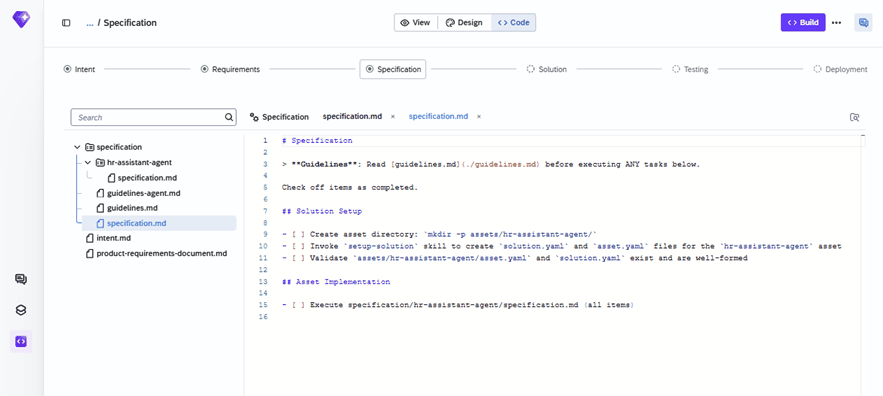 ... / Specification
View
Design
Code
Build
Intent
Requirements
Specification
Solution
Testing
Deployment
Search
specification
hr-assistant-agent
specification.md
guidelines-agent.md
guidelines.md
specification.md
intent.md
product-requirements-document.md
Specification
specification.md ×
specification.md ×
1 # Specification
2
3 > **Guidelines**: Read [guidelines.md](./guidelines.md) before executing ANY tasks below.
4
5 Check off items as completed.
6
7 ## Solution Setup
8
9 - [ ] Create asset directory: `mkdir -p assets/hr-assistant-agent/`
10 - [ ] Invoke `setup-solution` skill to create `solution.yaml` and `asset.yaml` files for the `hr-assistant-agent` asset
11 - [ ] Validate `assets/hr-assistant-agent/asset.yaml` and `solution.yaml` exist and are well-formed
12
13 ## Asset Implementation
14
15 - [ ] Execute specification/hr-assistant-agent/specification.md (all items)
16